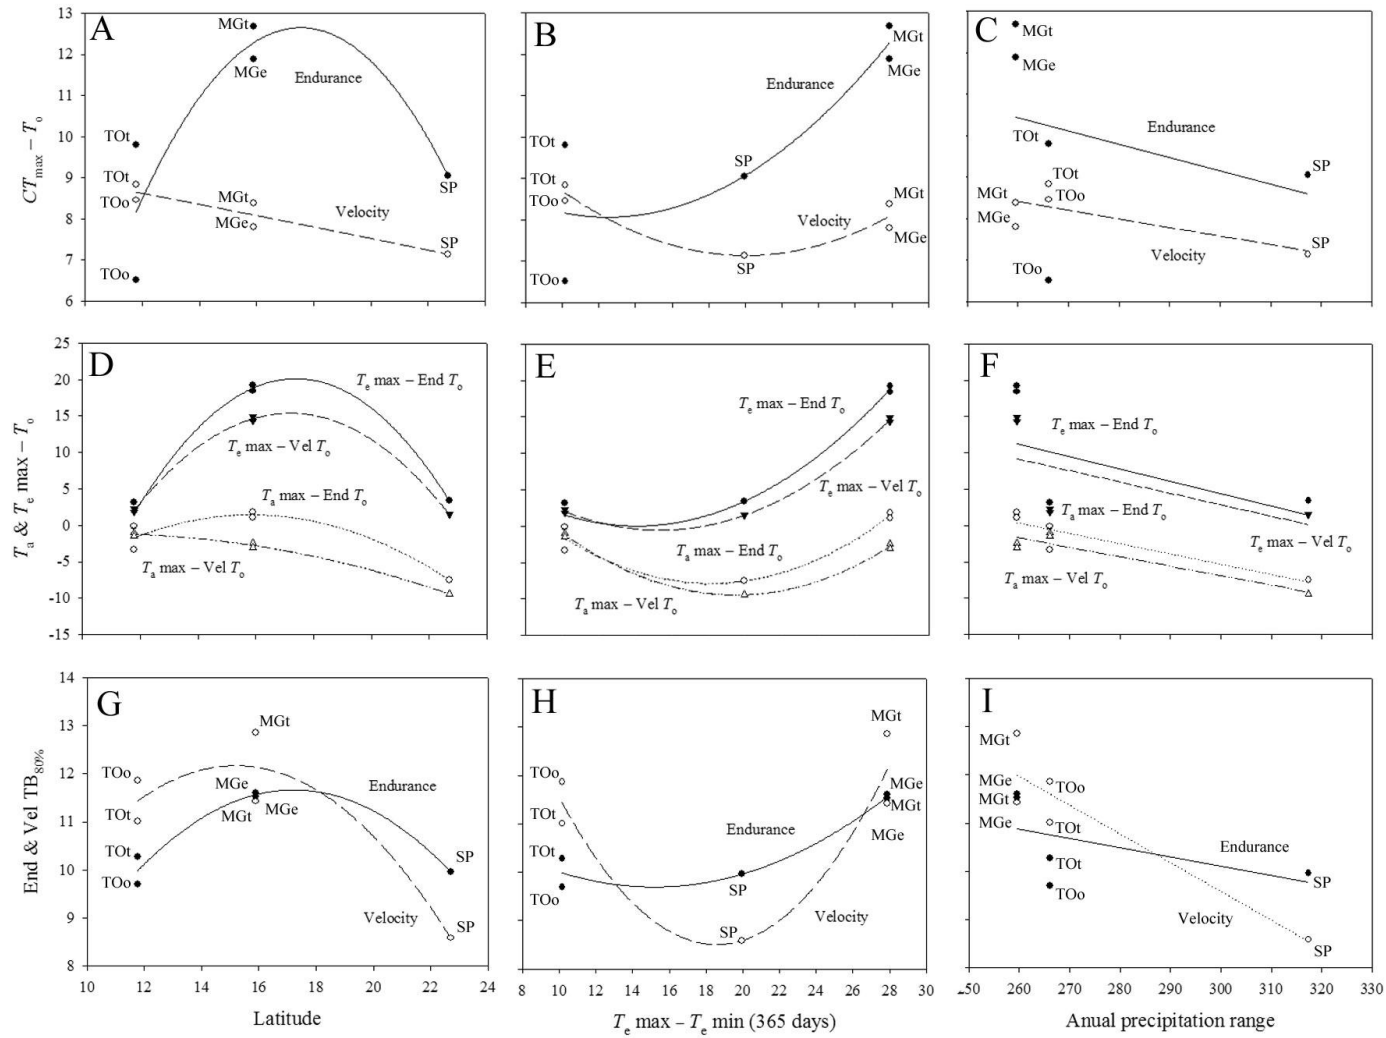 A
13
12
11
10
9
8
7
6
CTmax – To
MGt
MGe
Endurance
TOt
TOt
TOo
MGt
MGe
Velocity
SP
SP
TOo
B
MGt
MGe
Endurance
TOt
TOt
TOo
SP
MGt
Velocity
MGe
SP
TOo
C
MGt
MGe
Endurance
TOt
SP
TOt
MGt
TOo
MGe
SP
Velocity
TOo
D
25
20
15
10
5
0
-5
-10
-15
Ta & Te max – To
Te max – End To
Te max – Vel To
Ta max – End To
Ta max – Vel To
E
Te max – End To
Te max – Vel To
Ta max – End To
Ta max – Vel To
F
Te max – End To
Ta max – End To
Te max – Vel To
Ta max – Vel To
G
14
13
12
11
10
8
End & Vel TB80%
MGt
TOo
MGe
Endurance
TOt
MGt
MGe
TOt
SP
TOo
Velocity
SP
10
12
14
16
18
20
22
24
Latitude
H
MGt
TOo
MGe
MGt
TOt
Endurance
MGe
TOt
SP
TOo
Velocity
SP
8
10
12
14
16
18
20
22
24
26
28
30
Te max – Te min (365 days)
I
MGt
MGe
TOo
MGt
MGe
TOt
Endurance
TOt
SP
TOo
Velocity
SP
260
270
280
290
300
310
320
330
Anual precipitation range